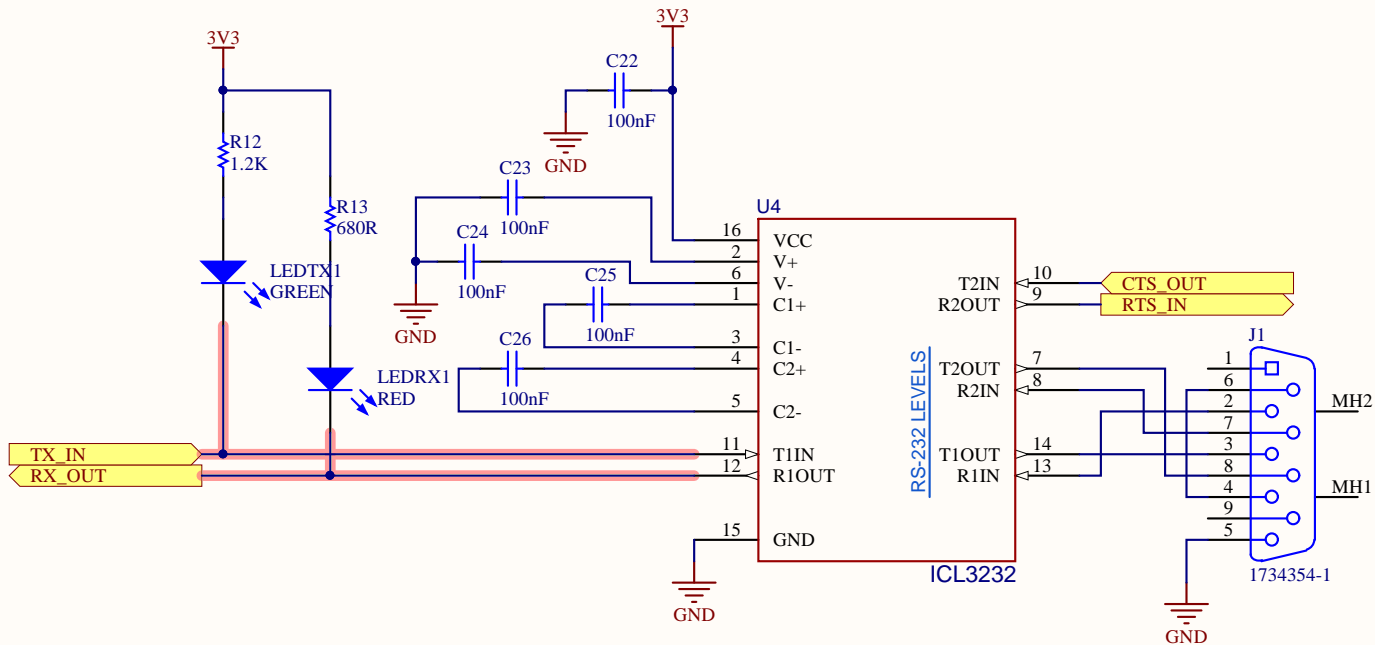 3V3
3V3
C22
100nF
GND
R12
1.2K
R13
680R
C23
100nF
C24
100nF
GND
C25
100nF
C26
100nF
LEDTX1
GREEN
LEDRX1
RED
TX_IN
RX_OUT
U4
16 VCC
2 V+
6 V-
1 C1+
3 C1-
4 C2+
5 C2-
11 T1IN
12 R1OUT
15 GND
GND
T2IN 10
R2OUT 9
T2OUT 7
R2IN 8
T1OUT 14
R1IN 13
RS-232 LEVELS
ICL3232
CTS_OUT
RTS_IN
J1
1
6
2
7
3
8
4
9
5
MH2
MH1
1734354-1
GND